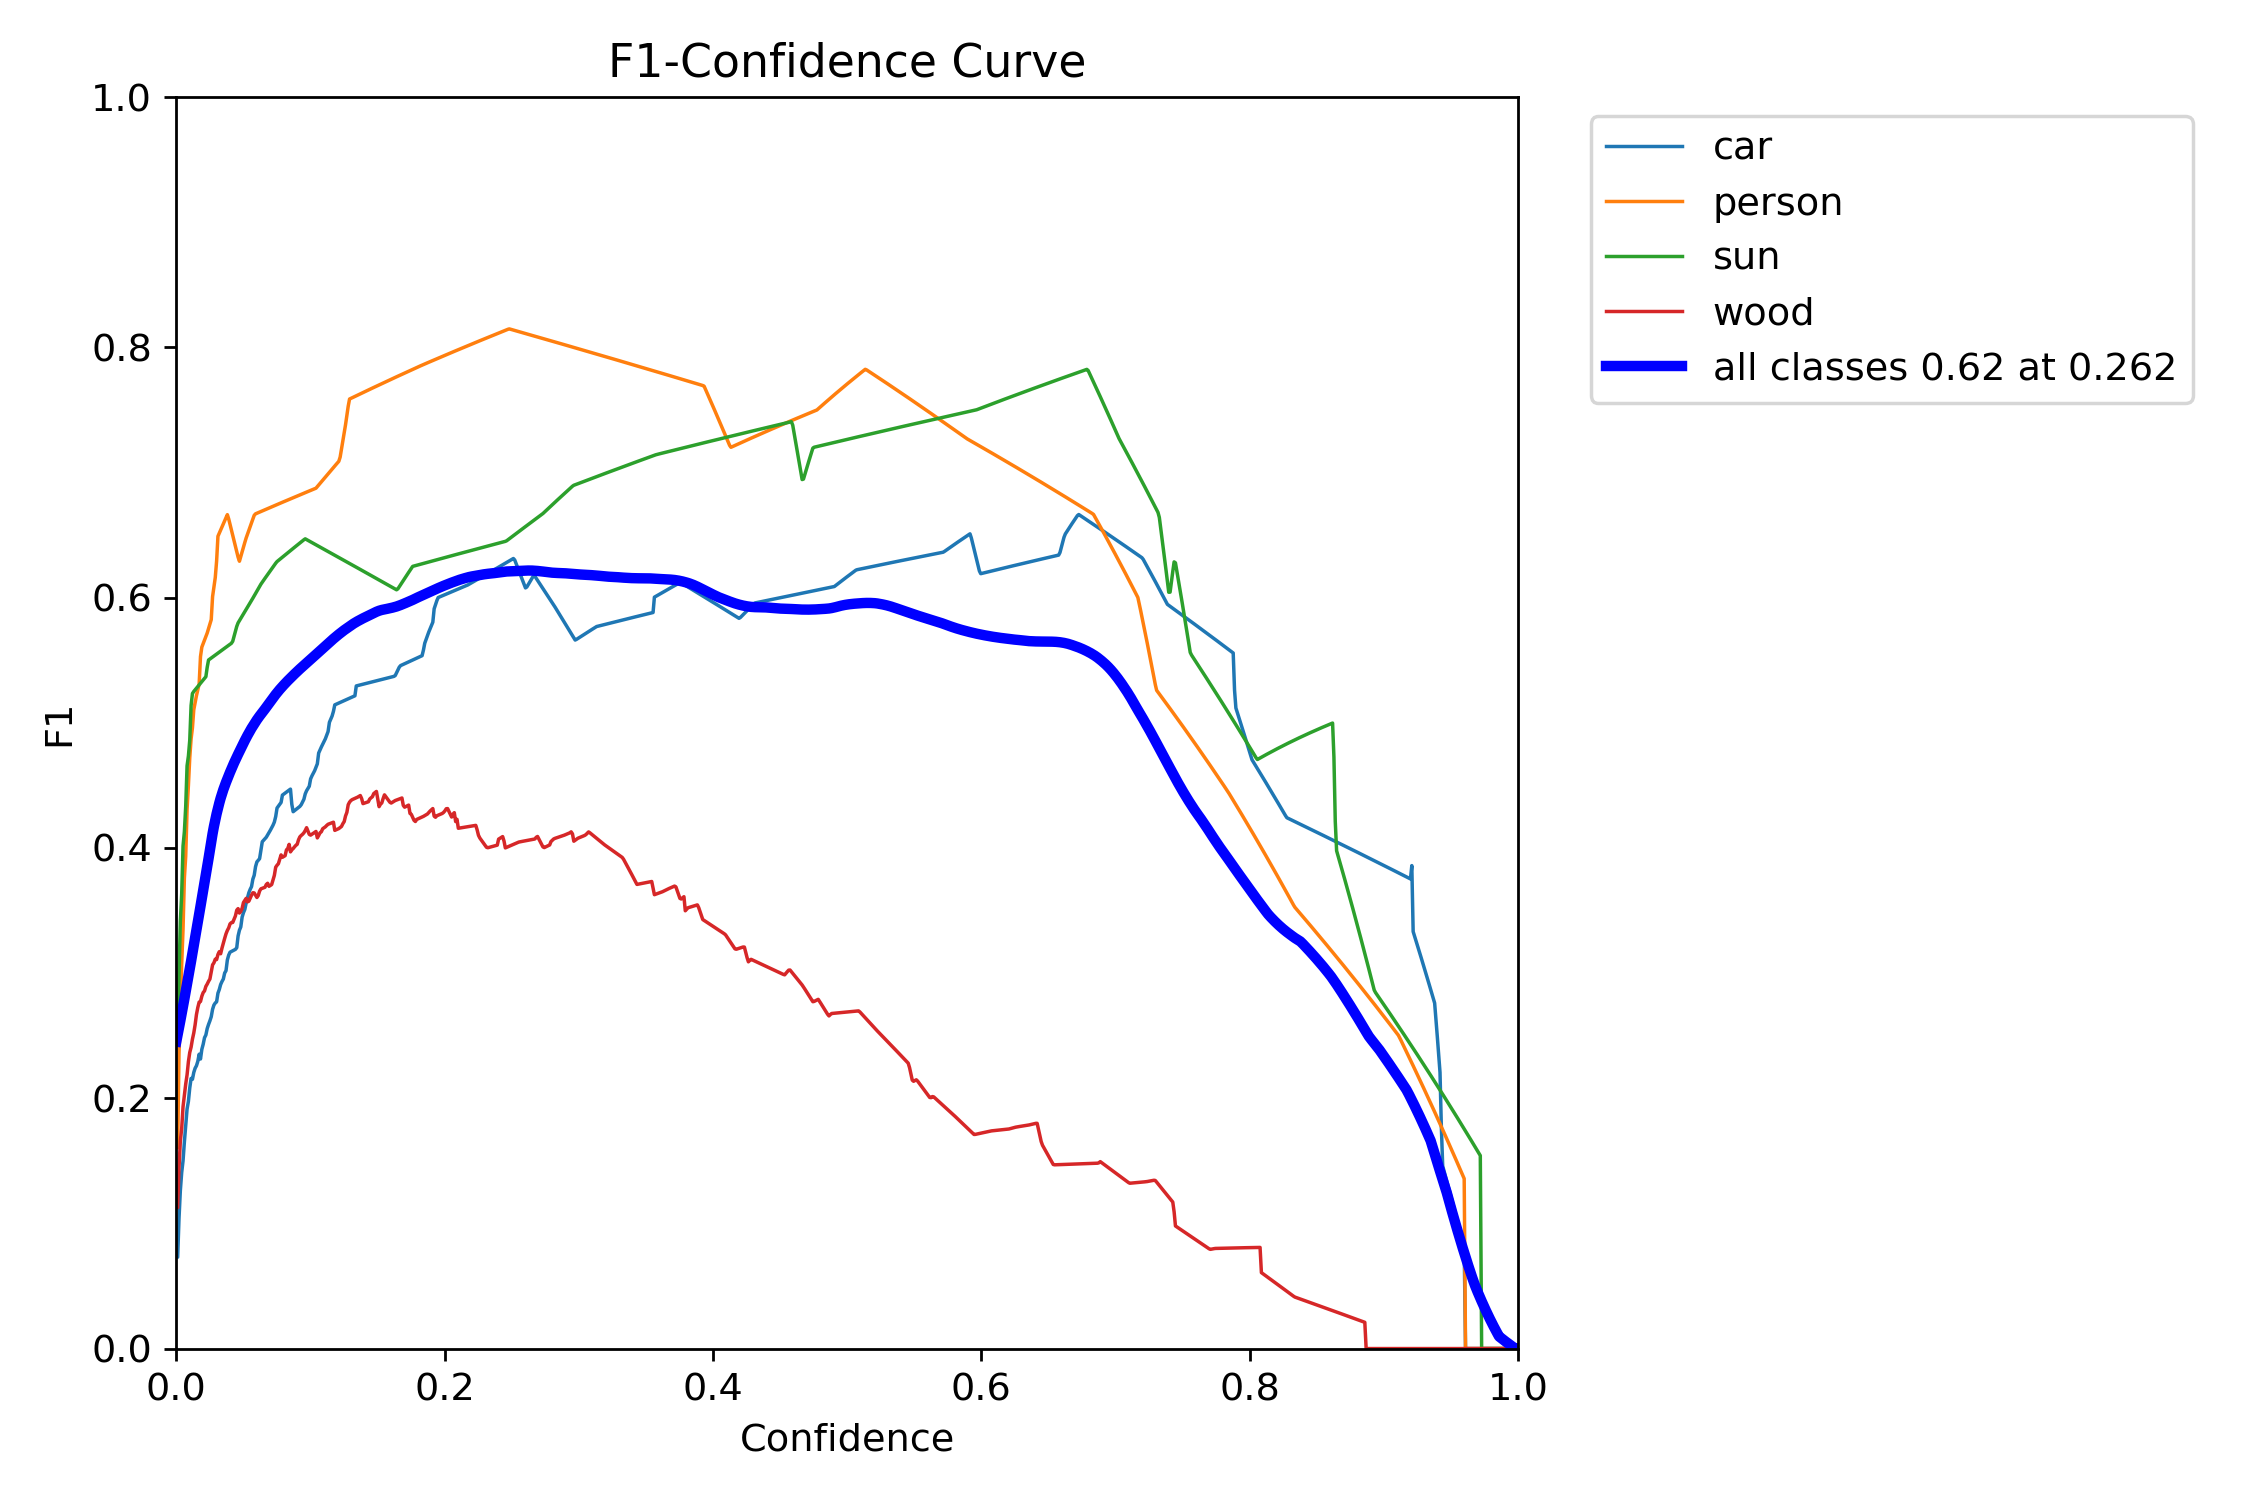 F1-Confidence Curve
1.0
0.8
0.6
0.4
0.2
0.0
F1
0.0 0.2 0.4 0.6 0.8 1.0
Confidence
car
person
sun
wood
all classes 0.62 at 0.262